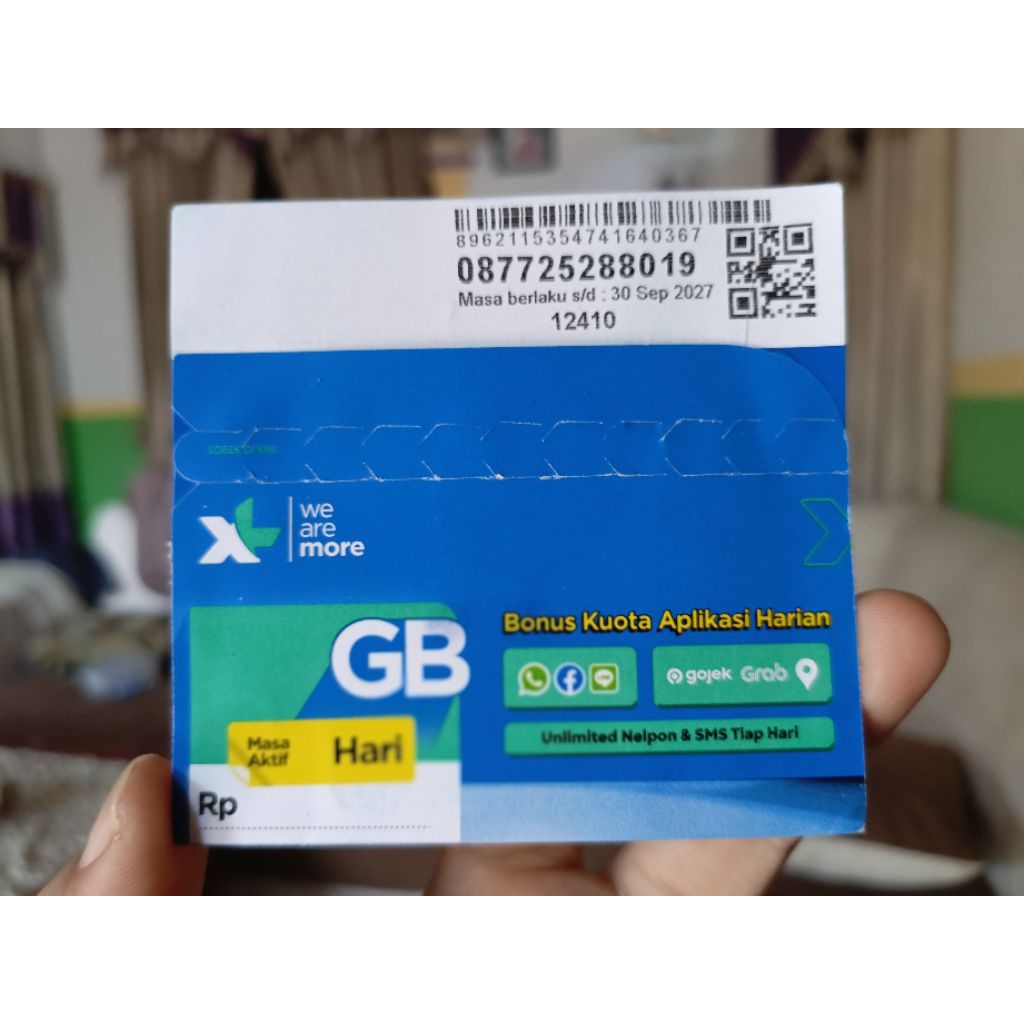 8962115354741640367
087725288019
Masa berlaku s/d : 30 Sep 2027
12410
SOBEK DI SINI
XL
we
are
more
GB
Masa
Aktif
Hari
Rp
Bonus Kuota Aplikasi Harian
gojek Grab
Unlimited Nelpon & SMS Tiap Hari